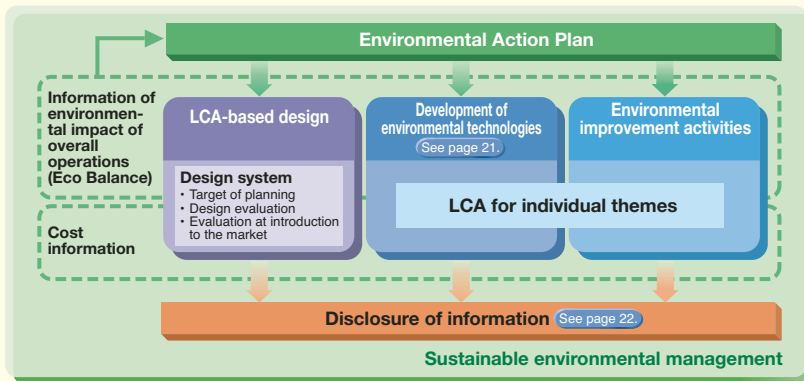 Environmental Action Plan
Information of
environmen-
tal impact of
overall
operations
(Eco Balance)
LCA-based design
Design system
• Target of planning
• Design evaluation
• Evaluation at introduction
to the market
Development of
environmental technologies
See page 21.
Environmental
improvement activities
LCA for individual themes
Cost
information
Disclosure of information See page 22.
Sustainable environmental management